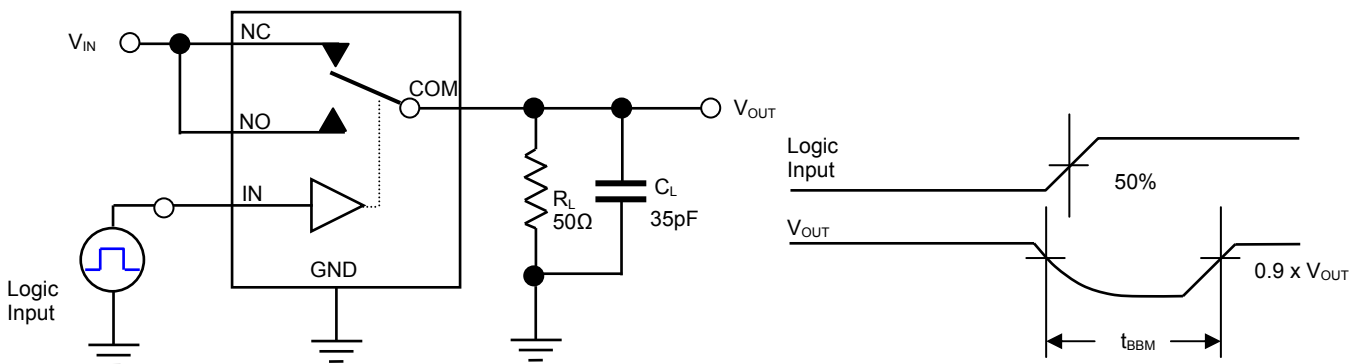 NC
V_IN
COM
NO
V_OUT
IN
R_L
50Ω
C_L
35pF
GND
Logic
Input
Logic
Input
50%
V_OUT
0.9 x V_OUT
t_BBM